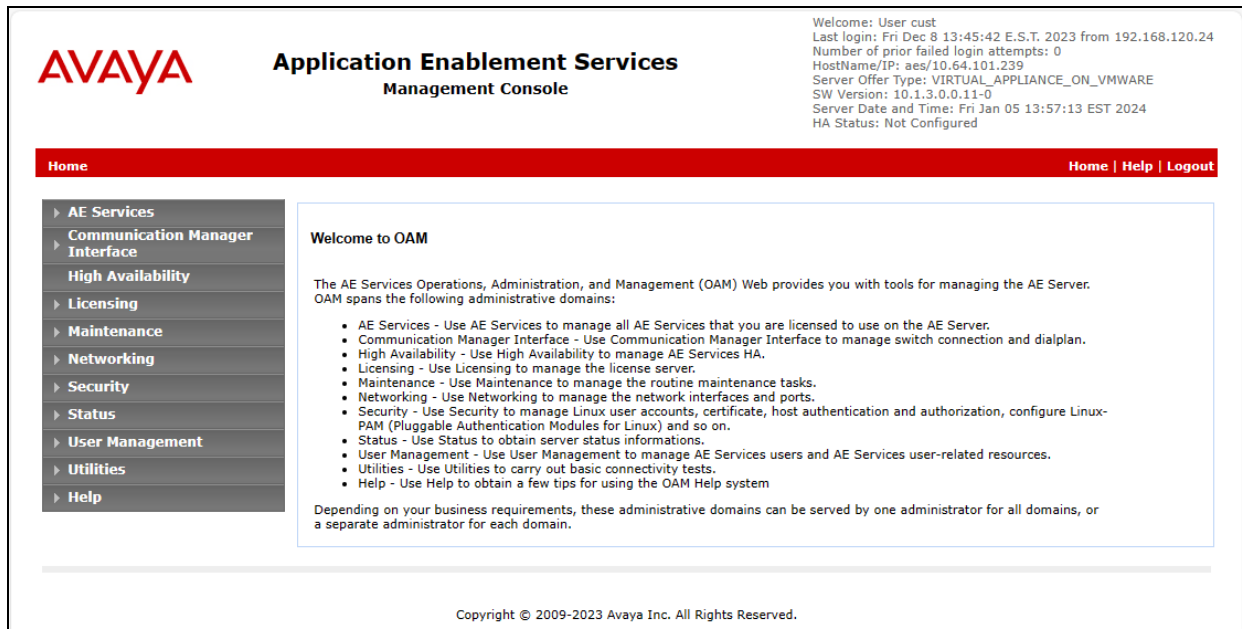 Welcome: User cust
Last login: Fri Dec 8 13:45:42 E.S.T. 2023 from 192.168.120.24
Number of prior failed login attempts: 0
HostName/IP: aes/10.64.101.239
Server Offer Type: VIRTUAL_APPLIANCE_ON_VMWARE
SW Version: 10.1.3.0.0.11-0
Server Date and Time: Fri Jan 05 13:57:13 EST 2024
HA Status: Not Configured
AVAYA
Application Enablement Services
Management Console
Home
Home | Help | Logout
AE Services
Communication Manager
Interface
High Availability
Licensing
Maintenance
Networking
Security
Status
User Management
Utilities
Help
Welcome to OAM
The AE Services Operations, Administration, and Management (OAM) Web provides you with tools for managing the AE Server.
OAM spans the following administrative domains:
• AE Services - Use AE Services to manage all AE Services that you are licensed to use on the AE Server.
• Communication Manager Interface - Use Communication Manager Interface to manage switch connection and dialplan.
• High Availability - Use High Availability to manage AE Services HA.
• Licensing - Use Licensing to manage the license server.
• Maintenance - Use Maintenance to manage the routine maintenance tasks.
• Networking - Use Networking to manage the network interfaces and ports.
• Security - Use Security to manage Linux user accounts, certificate, host authentication and authorization, configure Linux-
PAM (Pluggable Authentication Modules for Linux) and so on.
• Status - Use Status to obtain server status informations.
• User Management - Use User Management to manage AE Services users and AE Services user-related resources.
• Utilities - Use Utilities to carry out basic connectivity tests.
• Help - Use Help to obtain a few tips for using the OAM Help system
Depending on your business requirements, these administrative domains can be served by one administrator for all domains, or
a separate administrator for each domain.
Copyright © 2009-2023 Avaya Inc. All Rights Reserved.